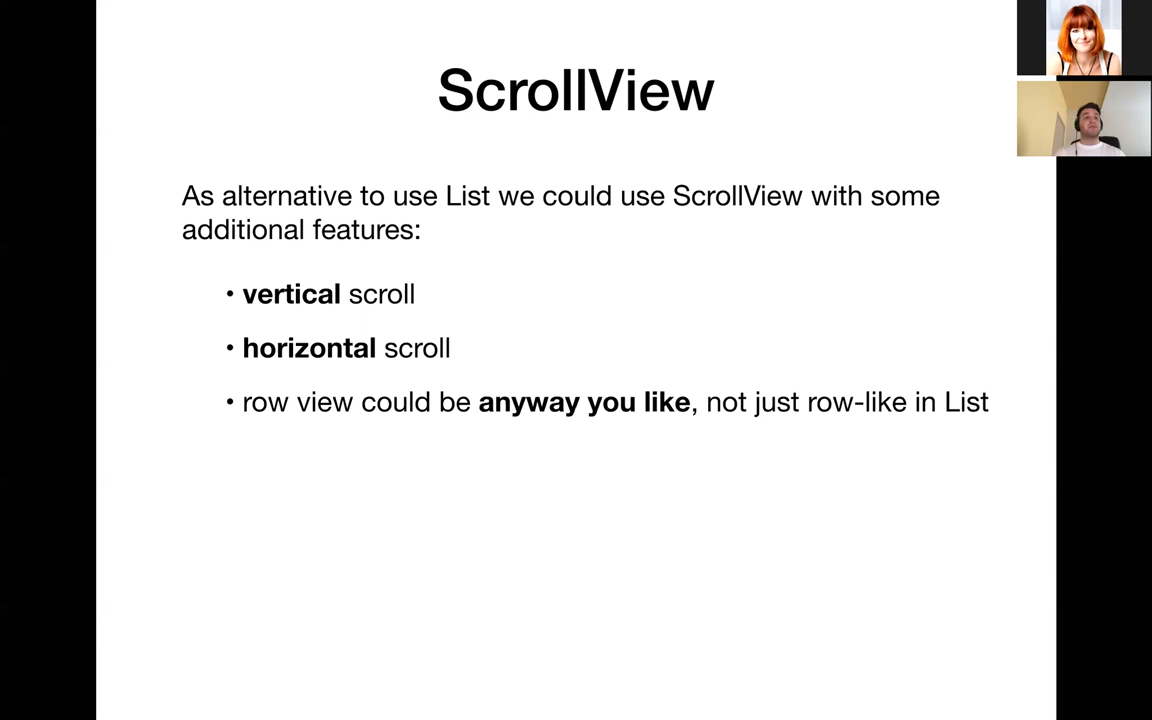 ScrollView
As alternative to use List we could use ScrollView with some
additional features:
• vertical scroll
• horizontal scroll
• row view could be anyway you like, not just row-like in List